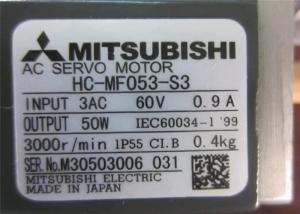 MITSUBISHI
AC SERVO MOTOR
HC-MF053-S3
INPUT 3AC 60V 0.9A
OUTPUT 50W IEC60034-1 '99
3000r/min IP55 CI.B 0.4kg
SER.No.M30503006 031
MITSUBISHI ELECTRIC
MADE IN JAPAN